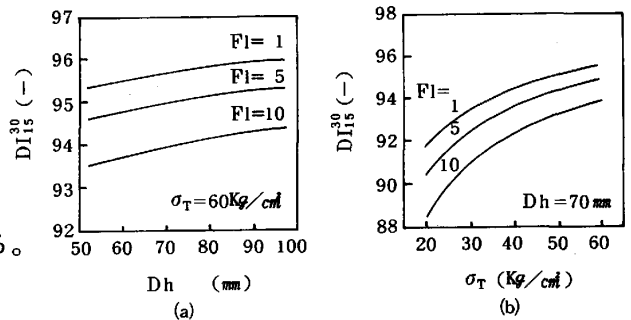 97
96
95
94
93
92
DI³⁰₁₅ (−)
Fl= 1
Fl= 5
Fl=10
σT=60Kg/cm²
50 60 70 80 90 100
Dh (mm)
(a)
98
96
94
92
90
88
DI³⁰₁₅ (−)
Fl=
1
5
10
Dh=70mm
20 30 40 50 60
σT (Kg/cm²)
(b)
る。